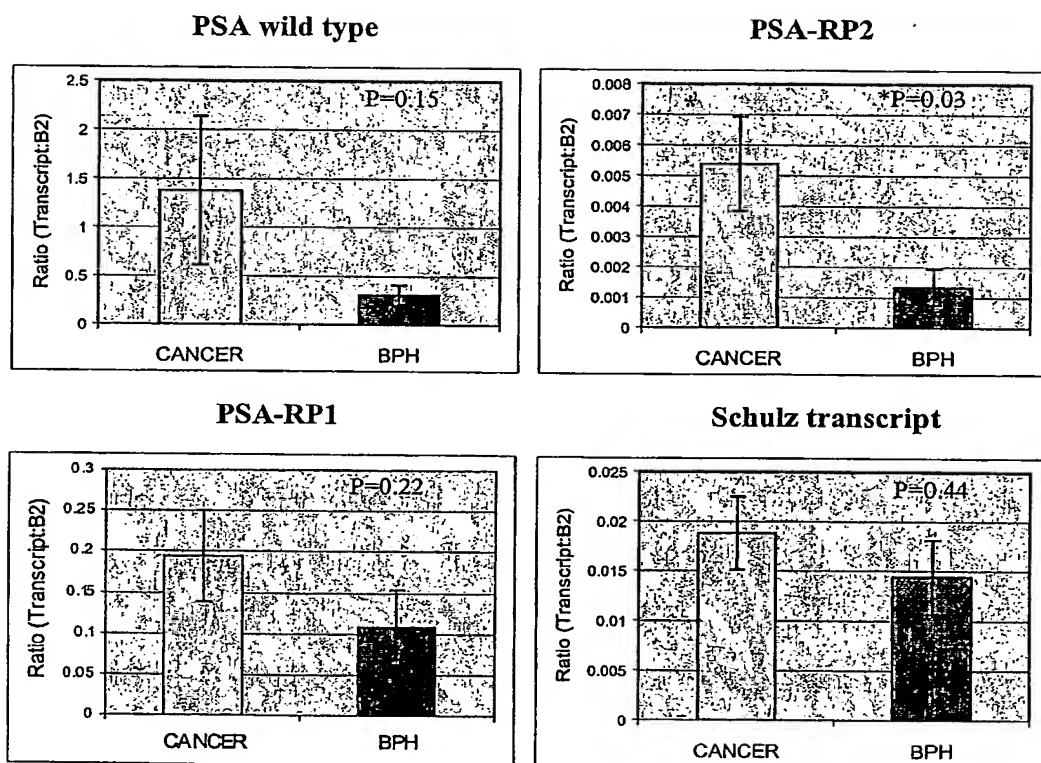 PSA wild type
Ratio (Transcript:B2)
2.5
2
1.5
1
0.5
0
P=0.15
CANCER
BPH
PSA-RP2
Ratio (Transcript:B2)
0.008
0.007
0.006
0.005
0.004
0.003
0.002
0.001
0
*P=0.03
CANCER
BPH
PSA-RP1
Ratio (Transcript:B2)
0.3
0.25
0.2
0.15
0.1
0.05
0
P=0.22
CANCER
BPH
Schulz transcript
Ratio (Transcript:B2)
0.025
0.02
0.015
0.010
0.005
0
P=0.44
CANCER
BPH